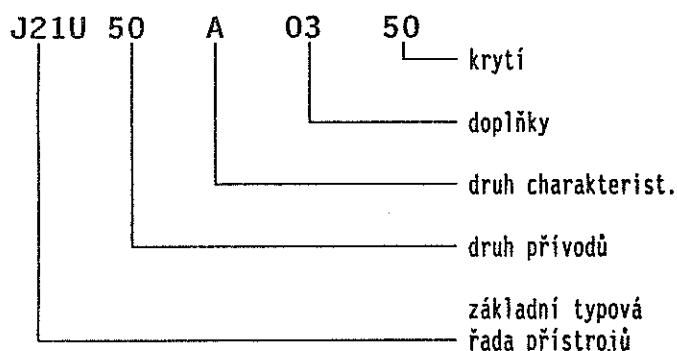 J21U 50 A 03 50
krytí
doplňky
druh charakterist.
druh přívodů
základní typová
řada přístrojů